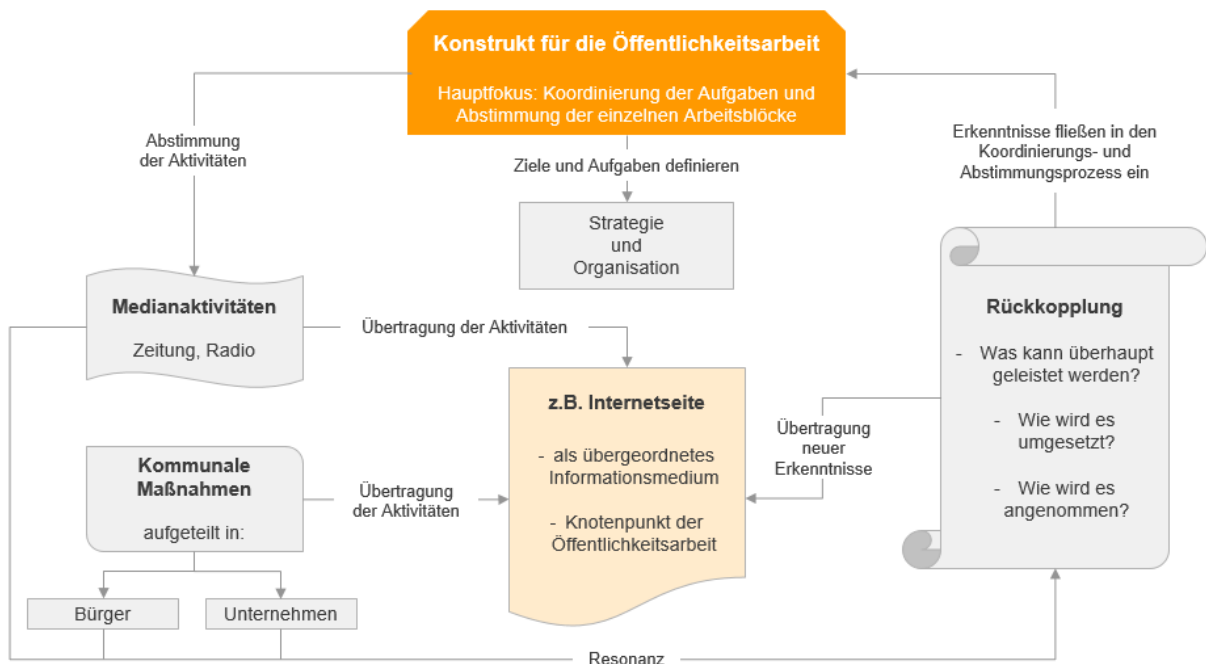 Konstrukt für die Öffentlichkeitsarbeit
Hauptfokus: Koordinierung der Aufgaben und
Abstimmung der einzelnen Arbeitsblöcke
Abstimmung
der Aktivitäten
Ziele und Aufgaben definieren
Erkenntnisse fließen in den
Koordinierungs- und
Abstimmungsprozess ein
Strategie
und
Organisation
Medianaktivitäten
Zeitung, Radio
Übertragung der Aktivitäten
Rückkopplung
- Was kann überhaupt
geleistet werden?
- Wie wird es
umgesetzt?
- Wie wird es
angenommen?
z.B. Internetseite
- als übergeordnetes
Informationsmedium
- Knotenpunkt der
Öffentlichkeitsarbeit
Übertragung
neuer
Erkenntnisse
Kommunale
Maßnahmen
aufgeteilt in:
Übertragung
der Aktivitäten
Bürger
Unternehmen
Resonanz